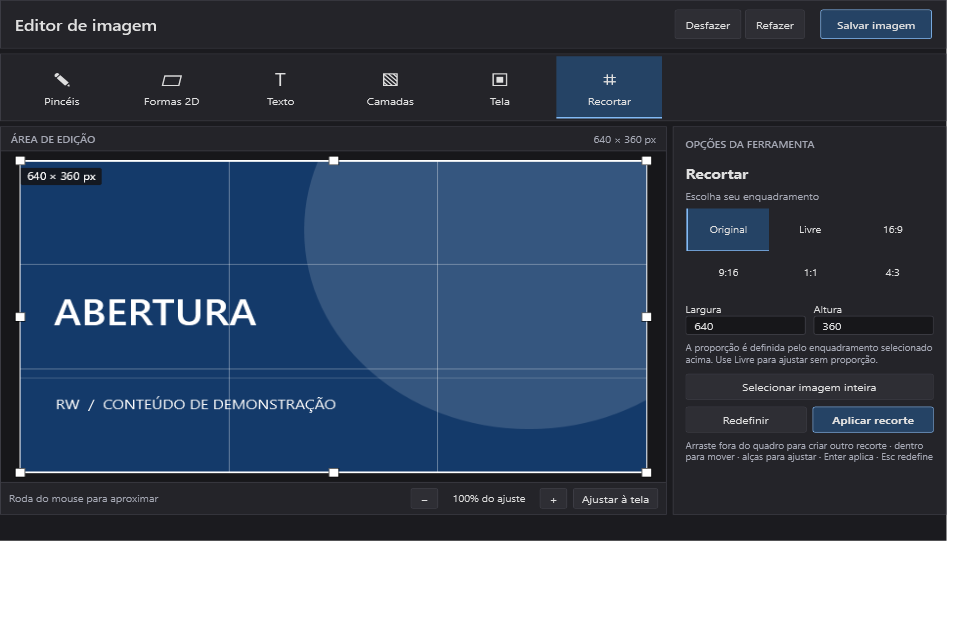 Editor de imagem
Desfazer
Refazer
Salvar imagem
Pincéis
Formas 2D
Texto
Camadas
Tela
Recortar
ÁREA DE EDIÇÃO
640 × 360 px
640 × 360 px
ABERTURA
RW / CONTEÚDO DE DEMONSTRAÇÃO
Roda do mouse para aproximar
−
100% do ajuste
+
Ajustar à tela
OPÇÕES DA FERRAMENTA
Recortar
Escolha seu enquadramento
Original
Livre
16:9
9:16
1:1
4:3
Largura
Altura
640
360
A proporção é definida pelo enquadramento selecionado
acima. Use Livre para ajustar sem proporção.
Selecionar imagem inteira
Redefinir
Aplicar recorte
Arraste fora do quadro para criar outro recorte · dentro
para mover · alças para ajustar · Enter aplica · Esc redefine